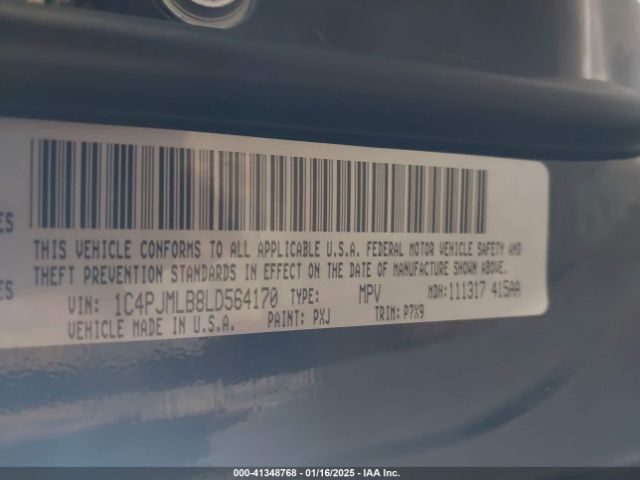 ES
THIS VEHICLE CONFORMS TO ALL APPLICABLE U.S.A. FEDERAL MOTOR VEHICLE SAFETY AND
THEFT PREVENTION STANDARDS IN EFFECT ON THE DATE OF MANUFACTURE SHOWN ABOVE.
ES
VIN: 1C4PJMLB8LD564170 TYPE: MPV MDH:111317 415AA
VEHICLE MADE IN U.S.A. PAINT: PXJ TRIM: P7X9
000-41348768 - 01/16/2025 - IAA Inc.